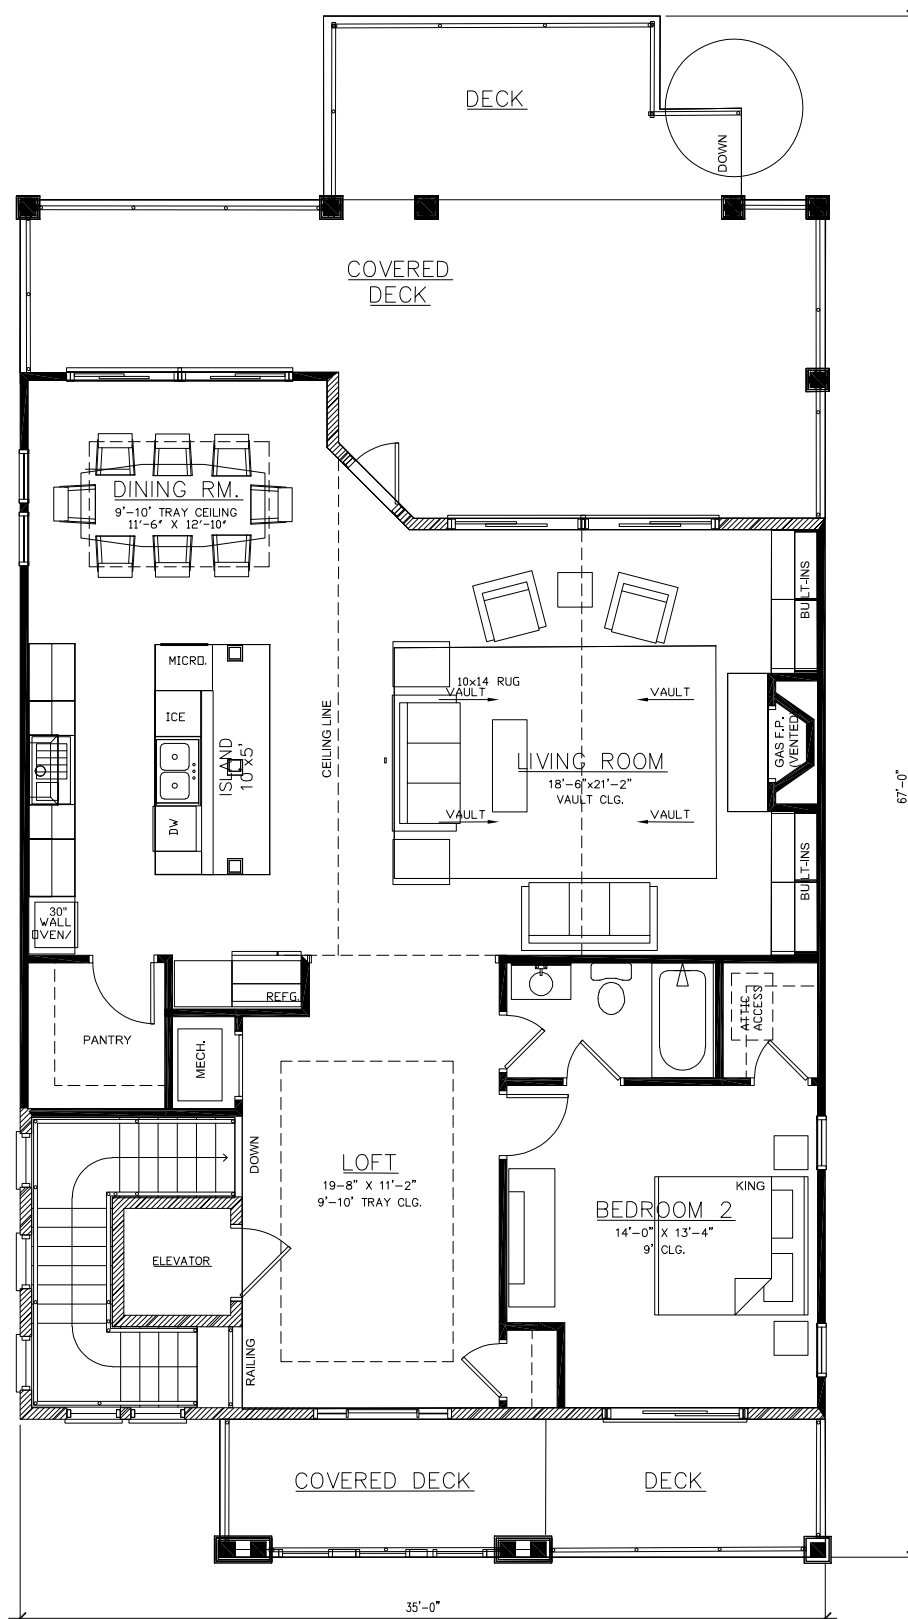 DECK
DOWN
COVERED
DECK
DINING RM.
9'-10' TRAY CEILING
11'-6" X 12'-10"
BUILT-INS
MICRO.
10x14 RUG
VAULT
VAULT
ICE
CEILING LINE
ISLAND
10'x5'
GAS F.P.
(VENTED)
LIVING ROOM
18'-6"x21'-2"
VAULT CLG.
67'-0"
VAULT
VAULT
DW
BUILT-INS
30"
WALL
OVEN/
REFG.
ATTIC
ACCESS
PANTRY
MECH.
DOWN
LOFT
19-8" X 11'-2"
9'-10' TRAY CLG.
KING
BEDROOM 2
14'-0" X 13'-4"
9' CLG.
ELEVATOR
RAILING
COVERED DECK
DECK
35'-0"